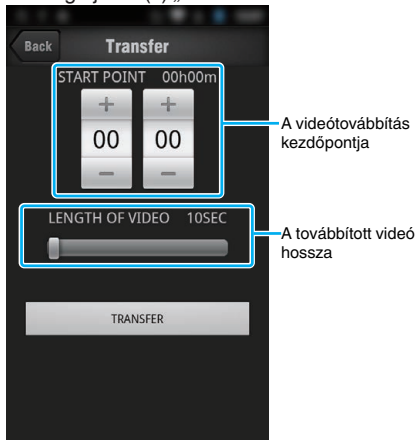 Back
Transfer
START POINT 00h00m
+ +
00 00
− −
A videótovábbítás
kezdőpontja
LENGTH OF VIDEO 10SEC
A továbbított videó
hossza
TRANSFER